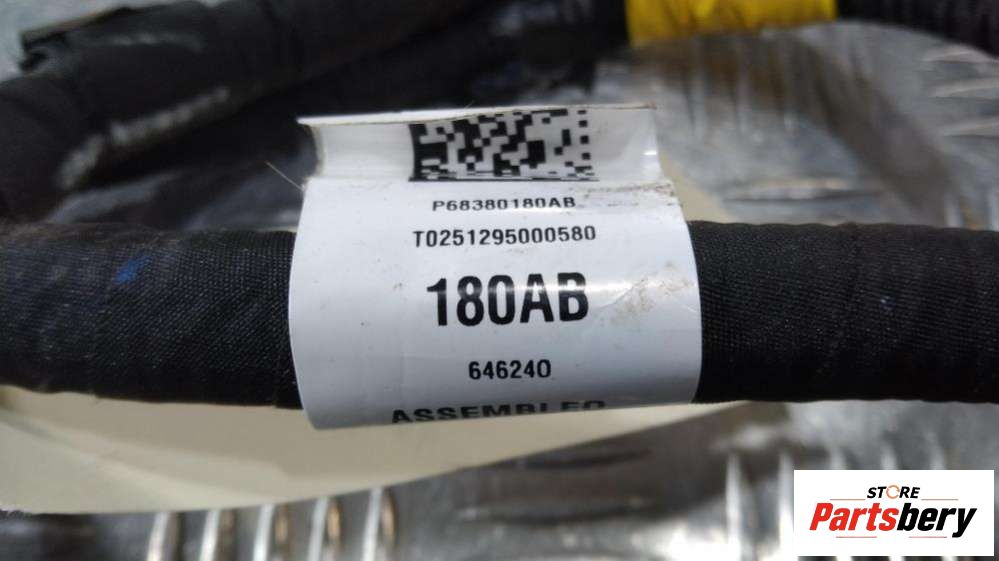 P68380180AB
T0251295000580
180AB
646240
ASSEMBLED
STORE
Partsbery